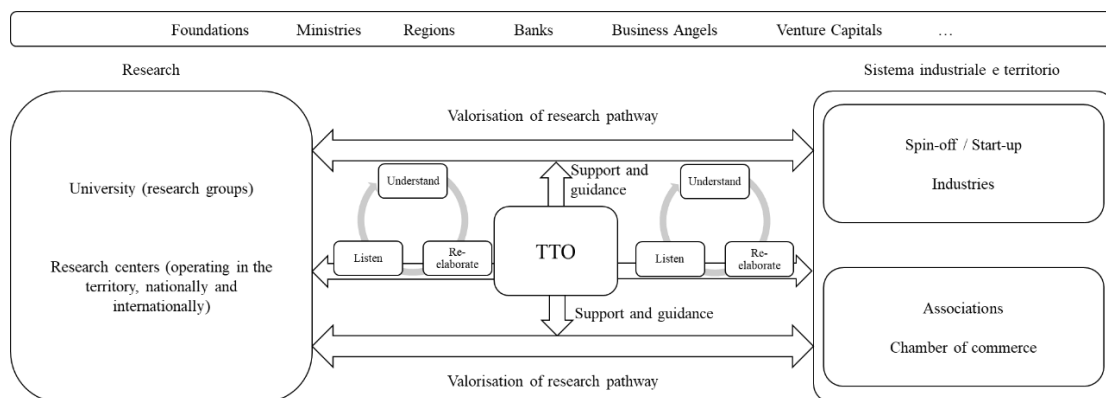 Foundations Ministries Regions Banks Business Angels Venture Capitals …
Research
Sistema industriale e territorio
University (research groups)
Research centers (operating in the
territory, nationally and
internationally)
Valorisation of research pathway
Support and
guidance
Understand
Listen
Re-
elaborate
TTO
Understand
Listen
Re-
elaborate
Support and guidance
Valorisation of research pathway
Spin-off / Start-up
Industries
Associations
Chamber of commerce